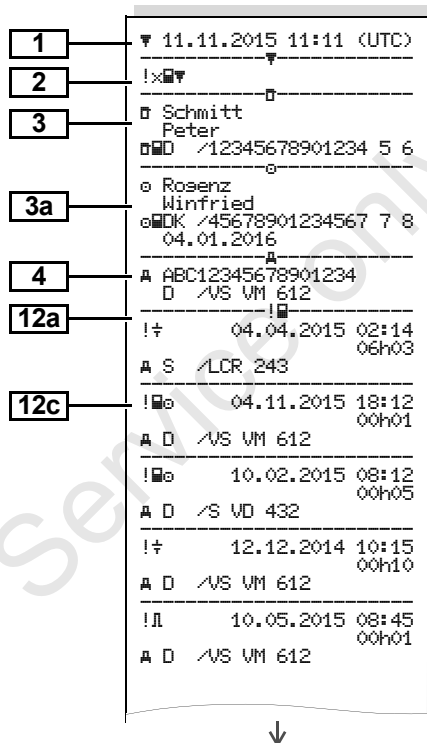 1 ▼ 11.11.2015 11:11 (UTC)
2 !x▼
3 Schmitt
Peter
D /12345678901234 5 6
Rogenz
3a Winfried
DK /45678901234567 7 8
04.01.2016
4 A ABC12345678901234
D /VS VM 612
12a !
! 04.04.2015 02:14
06h03
A S /LCR 243
12c ! 04.11.2015 18:12
00h01
A D /VS VM 612
! 10.02.2015 08:12
00h05
A D /S VD 432
! 12.12.2014 10:15
00h10
A D /VS VM 612
! 10.05.2015 08:45
00h01
A D /VS VM 612
Service only